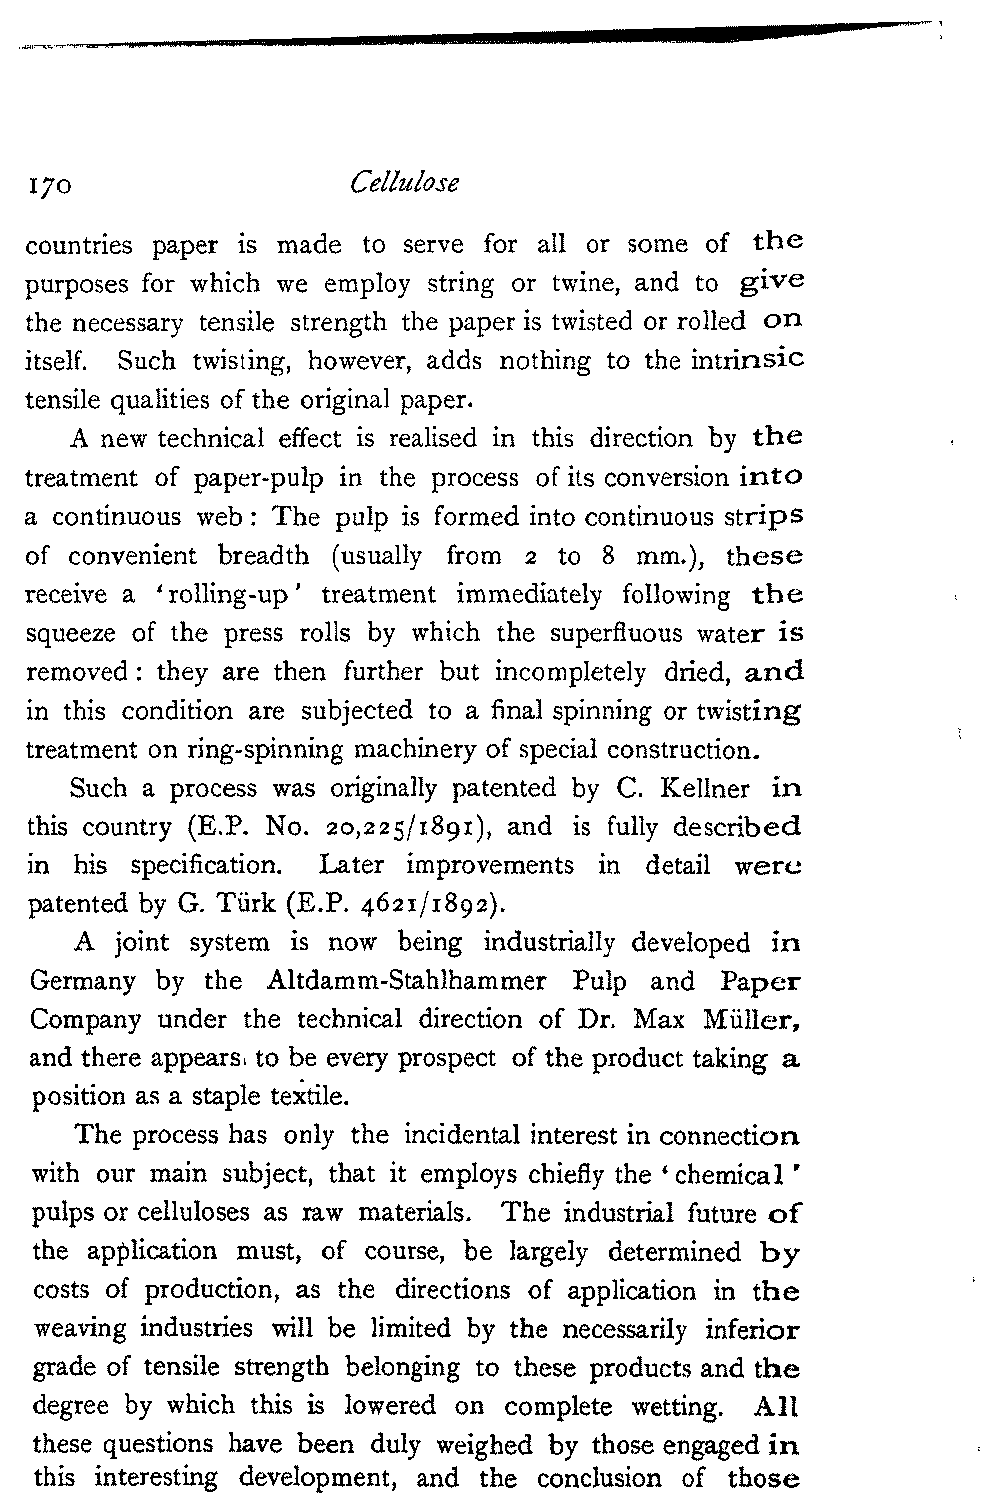 170 Cellulose
countries paper is made to serve for all or some of the
purposes for which we employ string or twine, and to give
the necessary tensile strength the paper is twisted or rolled on
itself. Such twisting, however, adds nothing to the intrinsic
tensile qualities of the original paper.
A new technical effect is realised in this direction by the
treatment of paper-pulp in the process of its conversion into
a continuous web : The pulp is formed into continuous strips
of convenient breadth (usually from 2 to 8 mm.), these
receive a ‘rolling-up’ treatment immediately following the
squeeze of the press rolls by which the superfluous water is
removed : they are then further but incompletely dried, and
in this condition are subjected to a final spinning or twisting
treatment on ring-spinning machinery of special construction.
Such a process was originally patented by C. Kellner in
this country (E.P. No. 20,225/1891), and is fully described
in his specification. Later improvements in detail were
patented by G. Türk (E.P. 4621/1892).
A joint system is now being industrially developed in
Germany by the Altdamm-Stahlhammer Pulp and Paper
Company under the technical direction of Dr. Max Müller,
and there appears to be every prospect of the product taking a
position as a staple textile.
The process has only the incidental interest in connection
with our main subject, that it employs chiefly the ‘chemical’
pulps or celluloses as raw materials. The industrial future of
the application must, of course, be largely determined by
costs of production, as the directions of application in the
weaving industries will be limited by the necessarily inferior
grade of tensile strength belonging to these products and the
degree by which this is lowered on complete wetting. All
these questions have been duly weighed by those engaged in
this interesting development, and the conclusion of those